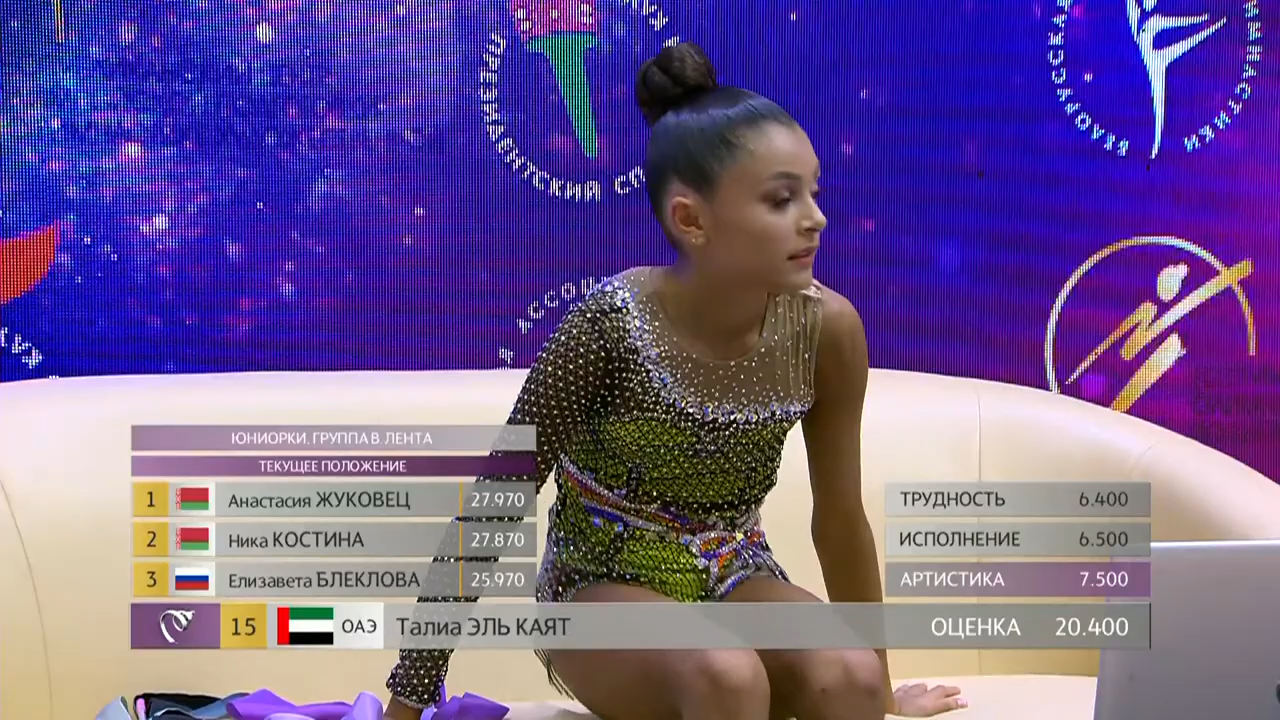 ЮНИОРКИ. ГРУППА B. ЛЕНТА
ТЕКУЩЕЕ ПОЛОЖЕНИЕ
1 Анастасия ЖУКОВЕЦ 27.970
2 Ника КОСТИНА 27.870
3 Елизавета БЛЕКЛОВА 25.970
ТРУДНОСТЬ 6.400
ИСПОЛНЕНИЕ 6.500
АРТИСТИКА 7.500
15 ОАЭ Талиа ЭЛЬ КАЯТ ОЦЕНКА 20.400